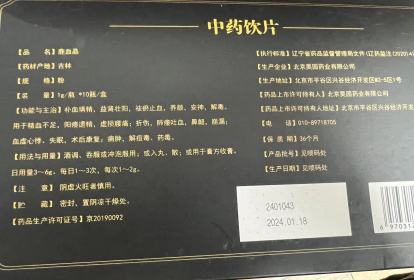 中药饮片
【品 名】鹿血晶
【药材产地】吉林
【规 格】粉
【装 量】1g/瓶 *10瓶/盒
【功能与主治】补血填精，益肾壮阳，祛瘀止血，养颜，安神，解毒。
用于精血不足，阳痿遗精，虚损腰痛；折伤，肺痿吐血，鼻衄，崩漏；
血虚心悸，失眠，术后康复；痈肿，解痘毒、药毒。
【用法与用量】酒调，吞服或冲泡服用；或入丸、散；或用于膏方收膏。
日用量3~6g，每日1~3次，每次1~2g。
【注 意】阴虚火旺者慎用。
【贮 藏】密封，置阴凉干燥处。
【药品生产许可证号】京20190092
【执行标准】辽宁省药品监督管理局文件(辽药监注
【生产企业】北京昊国药业有限公司
【生产地址】北京市平谷区兴谷经济开发区
【药品上市许可持有人】北京昊国药业有限公司
【药品上市许可持有人地址】北京市平谷区兴谷经济开发区
【电 话】010-89718705
【保 质 期】36个月
【产品批号】见喷码处
【生产日期】见喷码处
2401043
2024.01.18